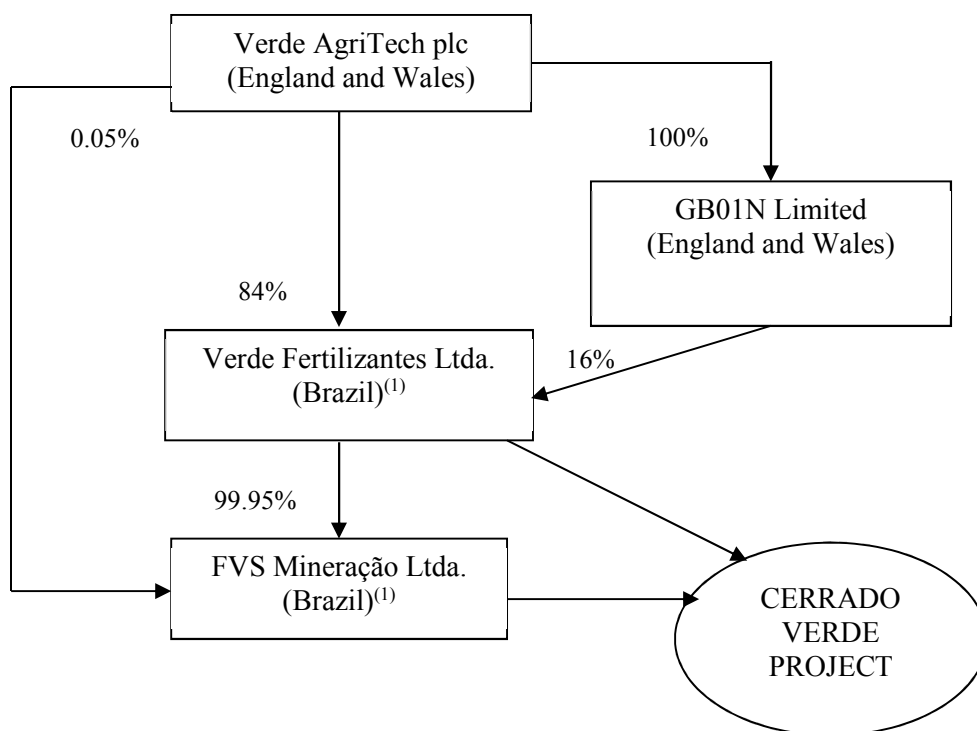 Verde AgriTech plc
(England and Wales)
0.05%
100%
GB01N Limited
(England and Wales)
84%
Verde Fertilizantes Ltda.
(Brazil)(1)
16%
99.95%
FVS Mineração Ltda.
(Brazil)(1)
CERRADO
VERDE
PROJECT